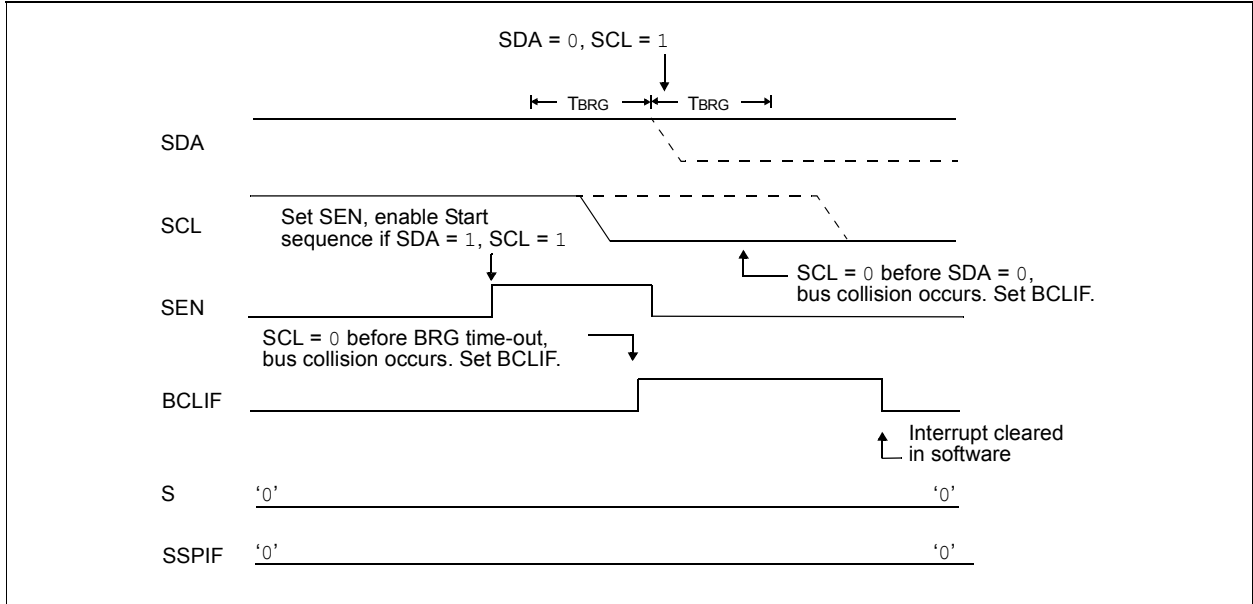 SDA = 0, SCL = 1
TBRG TBRG
SDA
SCL
Set SEN, enable Start
sequence if SDA = 1, SCL = 1
SCL = 0 before SDA = 0,
bus collision occurs. Set BCLIF.
SEN
SCL = 0 before BRG time-out,
bus collision occurs. Set BCLIF.
BCLIF
Interrupt cleared
in software
S ‘0’ ‘0’
SSPIF ‘0’ ‘0’